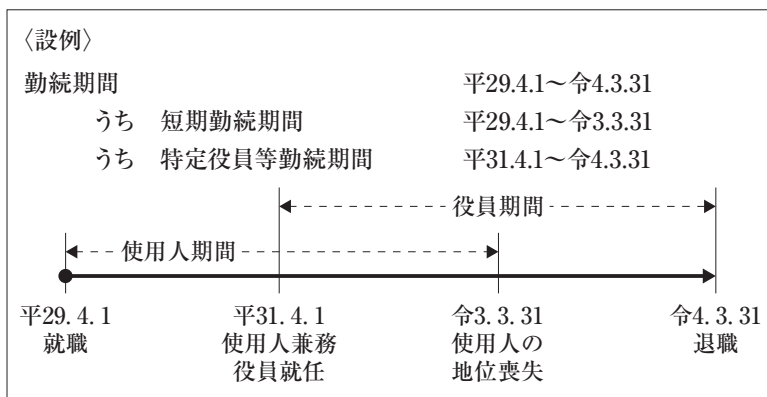 〈設例〉
勤続期間 平29.4.1〜令4.3.31
うち 短期勤続期間 平29.4.1〜令3.3.31
うち 特定役員等勤続期間 平31.4.1〜令4.3.31
役員期間
使用人期間
平29. 4. 1 平31. 4. 1 令3. 3. 31 令4. 3. 31
就職 使用人兼務 使用人の 退職
役員就任 地位喪失